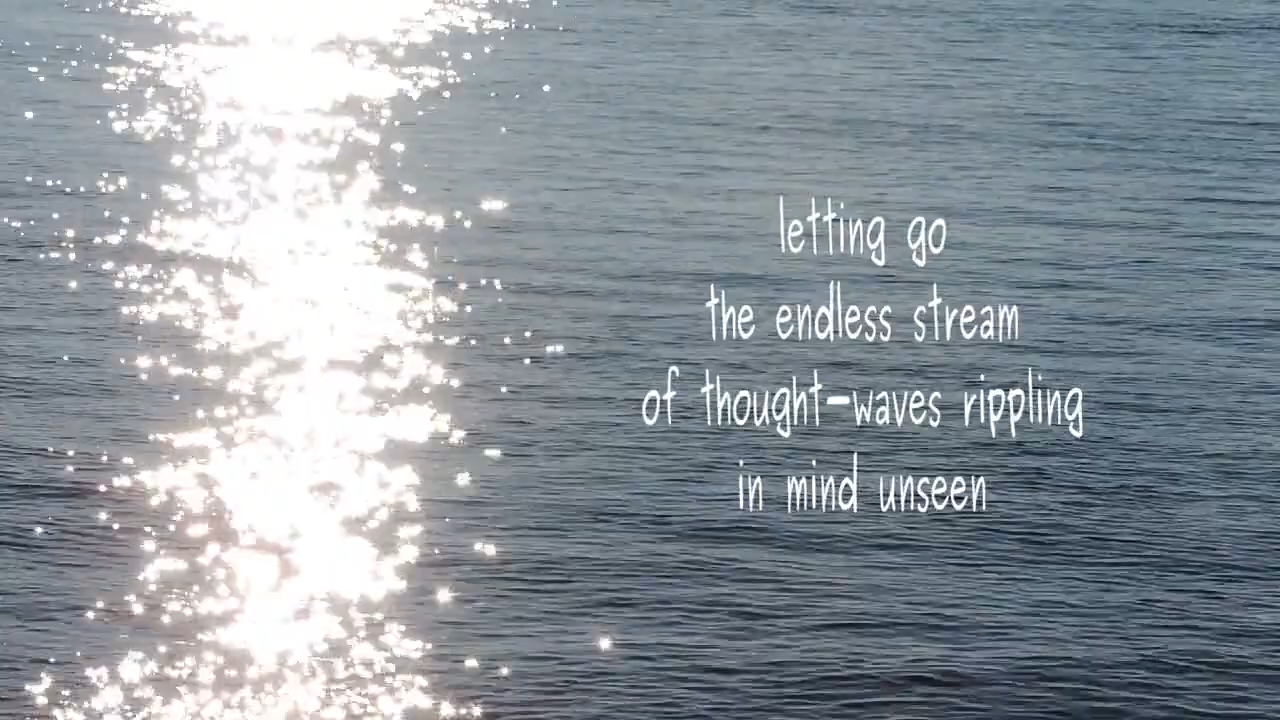 letting go
the endless stream
of thought-waves rippling
in mind unseen